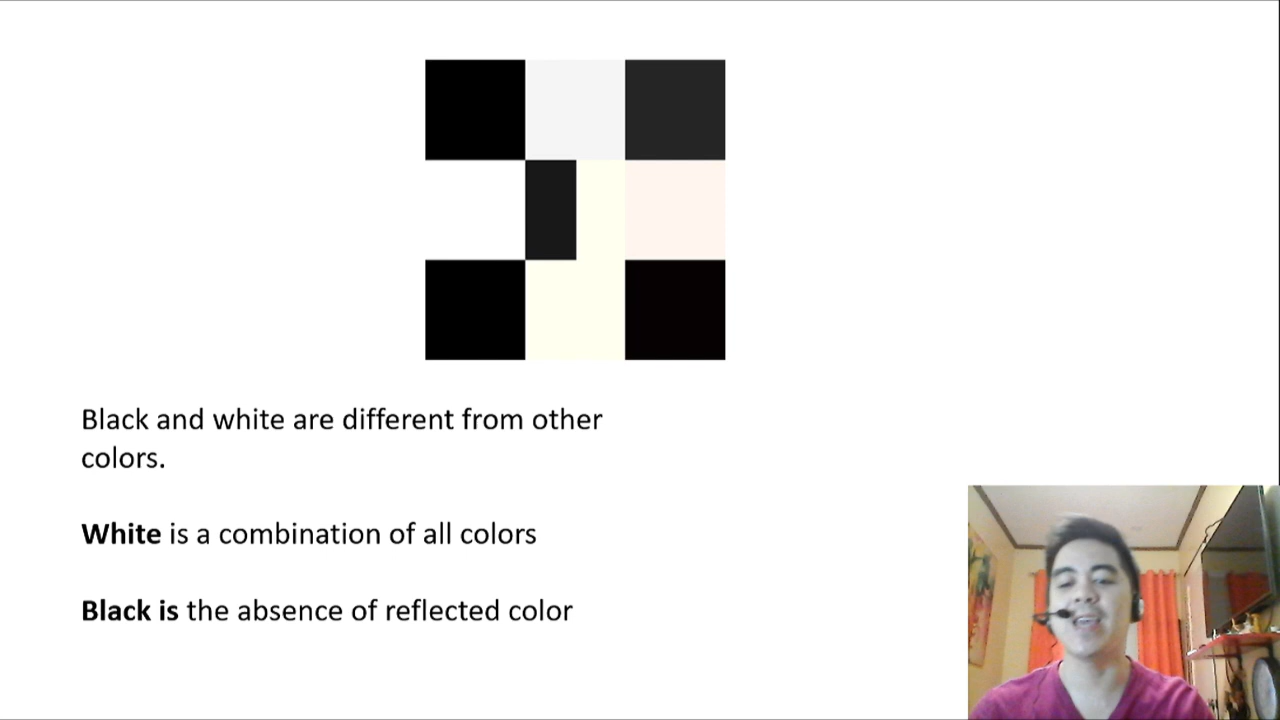 Black and white are different from other
colors.
White is a combination of all colors
Black is the absence of reflected color